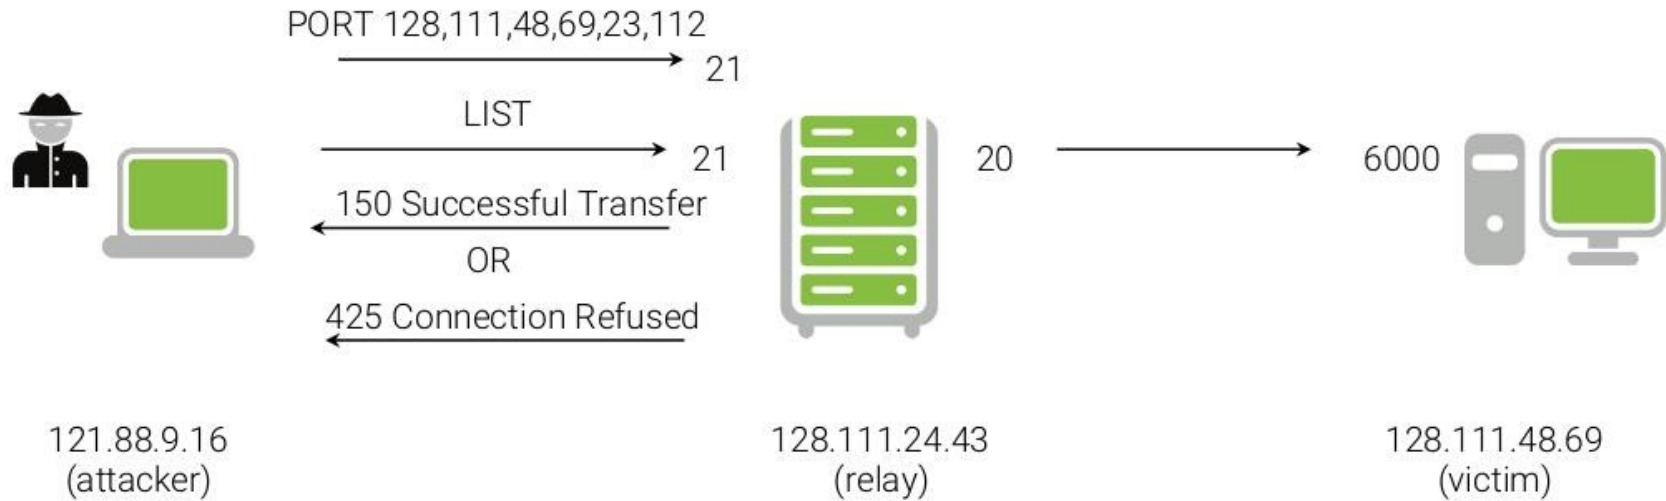 PORT 128,111,48,69,23,112
21
LIST
21
20
6000
150 Successful Transfer
OR
425 Connection Refused
121.88.9.16
(attacker)
128.111.24.43
(relay)
128.111.48.69
(victim)